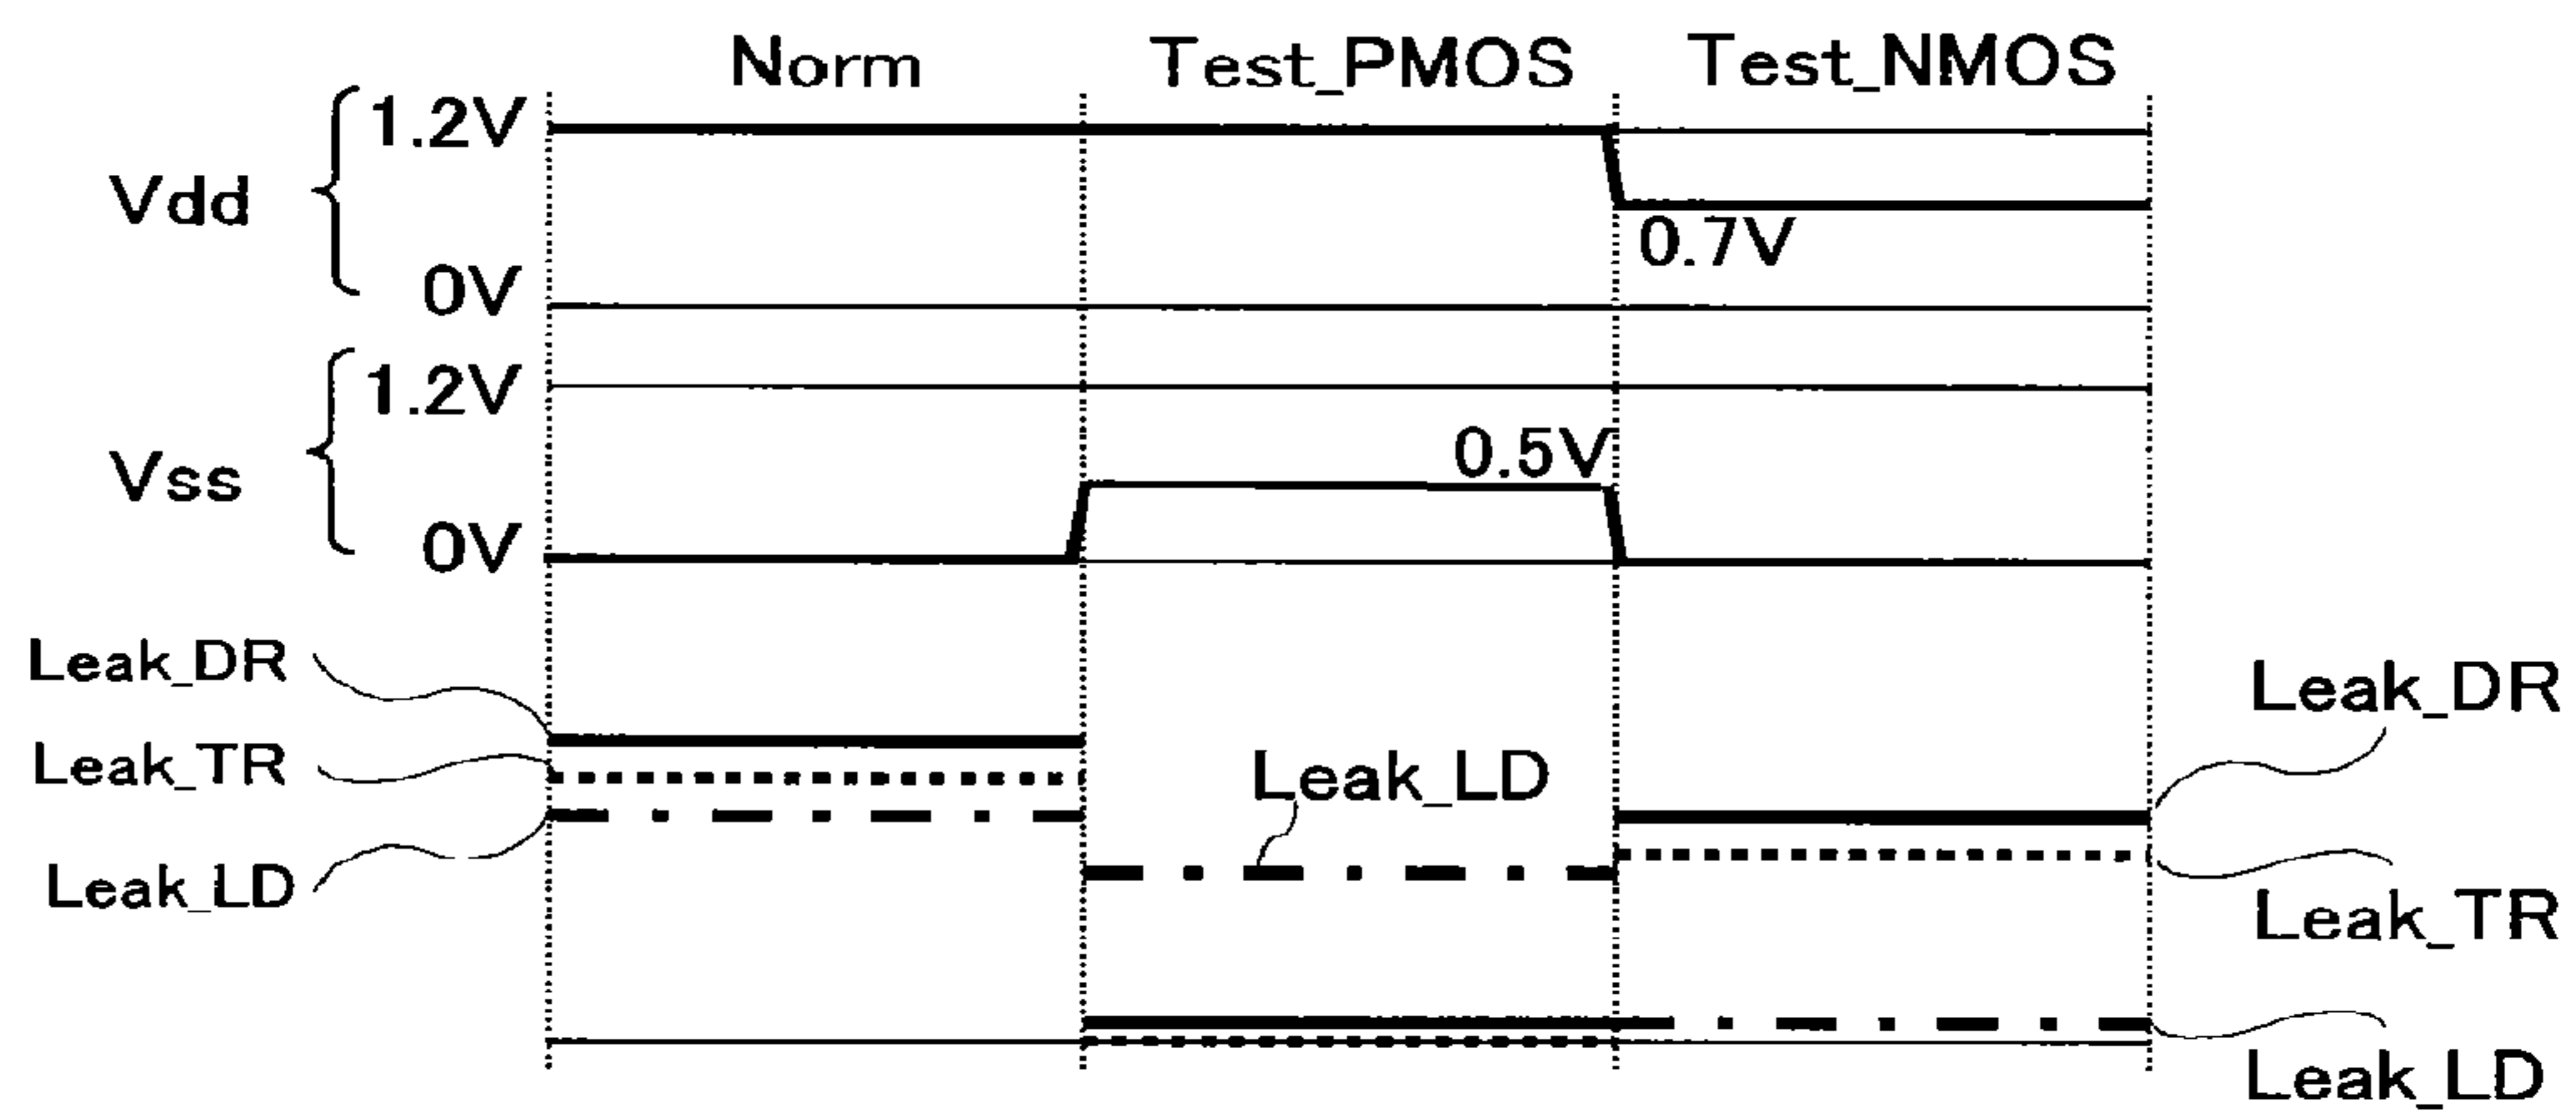 Norm Test_PMOS Test_NMOS
1.2V
Vdd
0.7V
0V
1.2V
0.5V
Vss
0V
Leak_DR
Leak_DR
Leak_TR
Leak_LD
Leak_LD
Leak_TR
Leak_LD